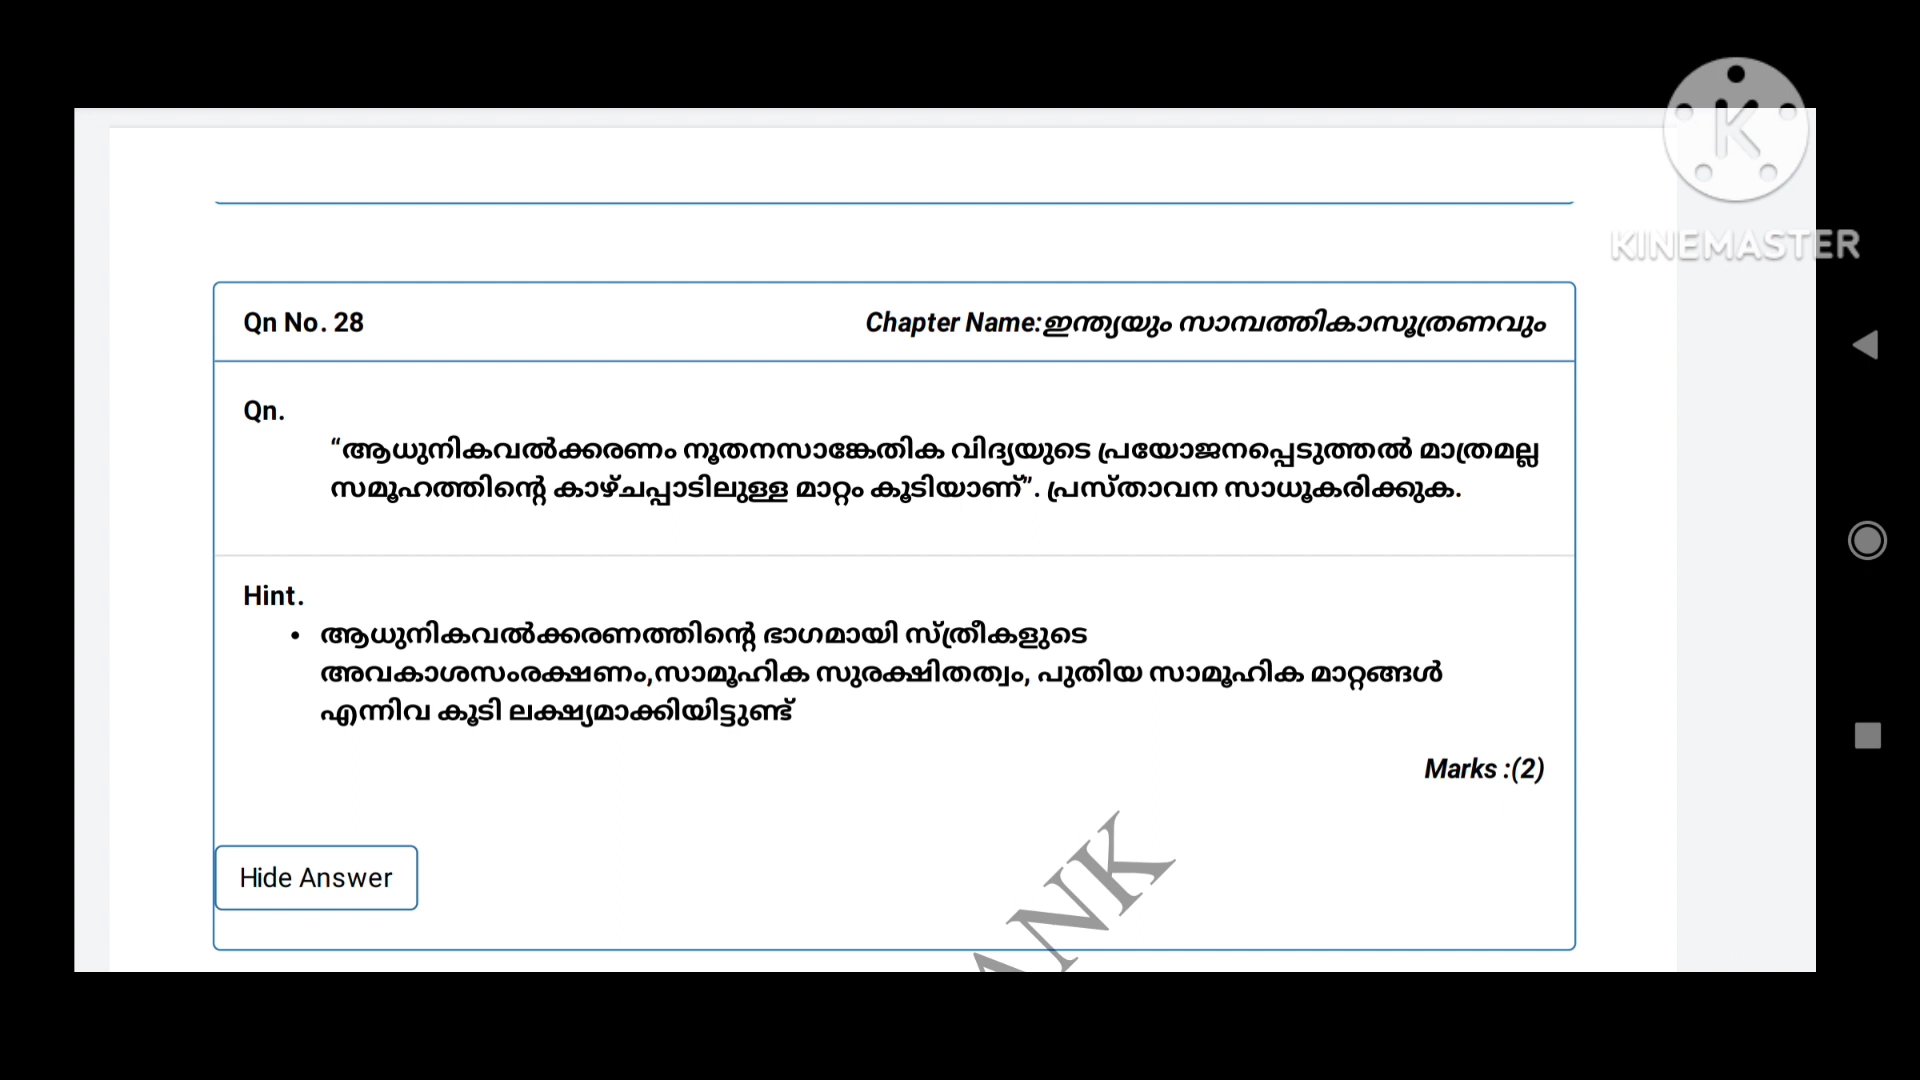 K
KINEMASTER
Qn No. 28
Chapter Name:ഇന്ത്യയും സാമ്പത്തികാസൂത്രണവും
Qn.
“ആധുനികവൽക്കരണം നൂതനസാങ്കേതിക വിദ്യയുടെ പ്രയോജനപ്പെടുത്തൽ മാത്രമല്ല
സമൂഹത്തിന്റെ കാഴ്ചപ്പാടിലുള്ള മാറ്റം കൂടിയാണ്”. പ്രസ്താവന സാധൂകരിക്കുക.
Hint.
• ആധുനികവൽക്കരണത്തിന്റെ ഭാഗമായി സ്ത്രീകളുടെ
അവകാശസംരക്ഷണം,സാമൂഹിക സുരക്ഷിതത്വം, പുതിയ സാമൂഹിക മാറ്റങ്ങൾ
എന്നിവ കൂടി ലക്ഷ്യമാക്കിയിട്ടുണ്ട്
Marks :(2)
Hide Answer
ANK